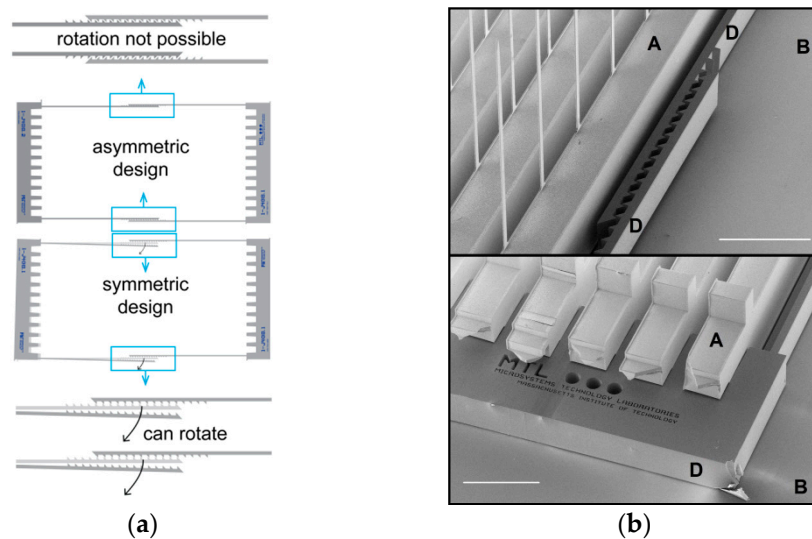 rotation not possible
asymmetric
design
symmetric
design
can rotate
(a)
A
D
B
D
A
MTL
MICROSYSTEMS TECHNOLOGY LABORATORIES
MASSACHUSETTS INSTITUTE OF TECHNOLOGY
D
B
(b)